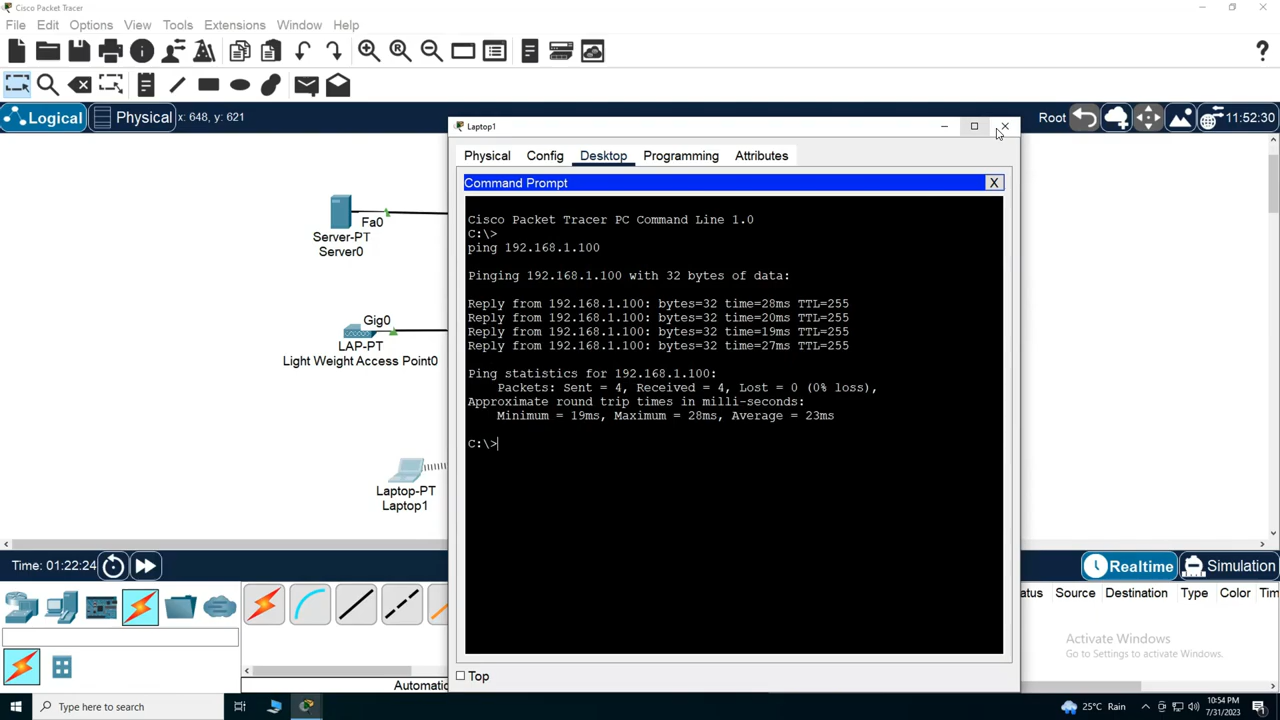 Cisco Packet Tracer
File Edit Options View Tools Extensions Window Help
Logical Physical x: 648, y: 621
Root 11:52:30
Fa0
Server-PT
Server0
Gig0
LAP-PT
Light Weight Access Point0
Laptop-PT
Laptop1
Laptop1
Physical Config Desktop Programming Attributes
Command Prompt X
Cisco Packet Tracer PC Command Line 1.0
C:\>
ping 192.168.1.100
Pinging 192.168.1.100 with 32 bytes of data:
Reply from 192.168.1.100: bytes=32 time=28ms TTL=255
Reply from 192.168.1.100: bytes=32 time=20ms TTL=255
Reply from 192.168.1.100: bytes=32 time=19ms TTL=255
Reply from 192.168.1.100: bytes=32 time=27ms TTL=255
Ping statistics for 192.168.1.100:
Packets: Sent = 4, Received = 4, Lost = 0 (0% loss),
Approximate round trip times in milli-seconds:
Minimum = 19ms, Maximum = 28ms, Average = 23ms
C:\>
Top
Time: 01:22:24
Realtime Simulation
atus Source Destination Type Color Tim
Automatic
Activate Windows
Go to Settings to activate Windows.
Type here to search
25°C Rain
10:54 PM
7/31/2023
1